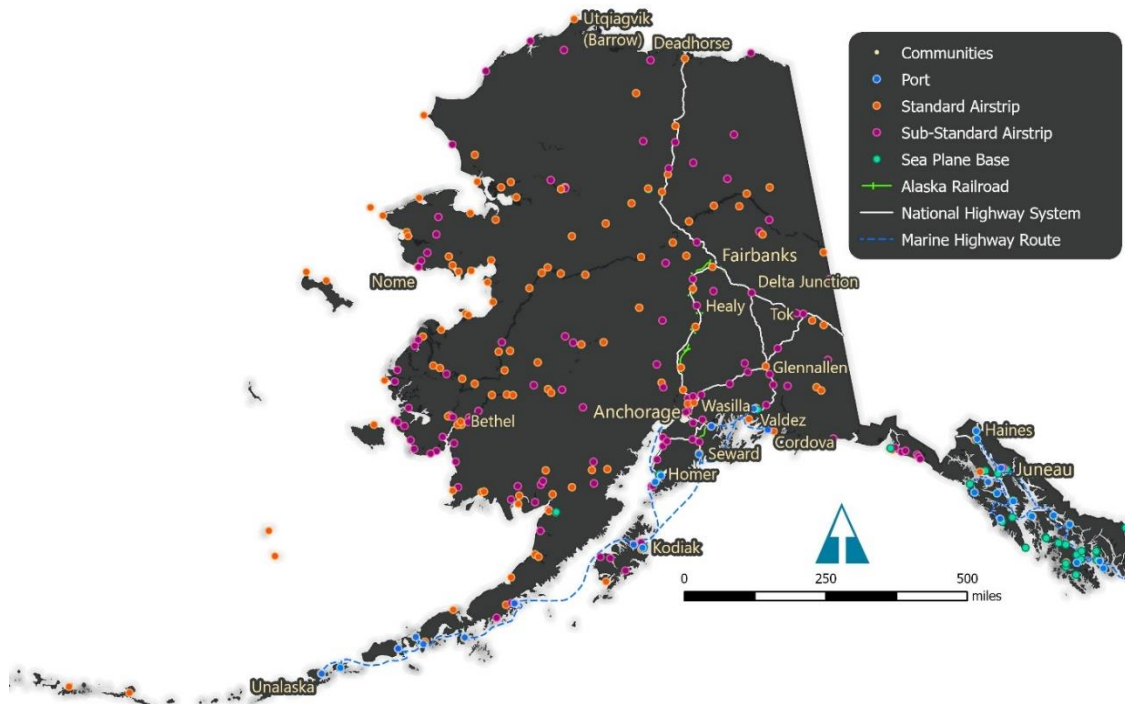 Utqiagvik
(Barrow)
Deadhorse
Communities
Port
Standard Airstrip
Sub-Standard Airstrip
Sea Plane Base
Alaska Railroad
National Highway System
Marine Highway Route
Fairbanks
Nome
Delta Junction
Healy
Tok
Glennallen
Anchorage
Wasilla
Bethel
Valdez
Cordova
Haines
Seward
Juneau
Homer
Kodiak
0 250 500
miles
Unalaska